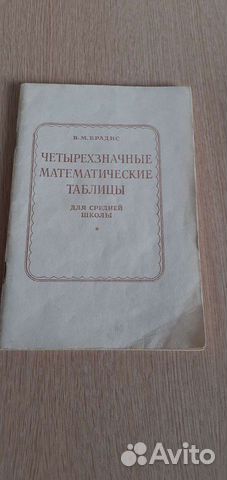 В. М. БРАДИС
ЧЕТЫРЕХЗНАЧНЫЕ
МАТЕМАТИЧЕСКИЕ
ТАБЛИЦЫ
ДЛЯ СРЕДНЕЙ
ШКОЛЫ
Avito